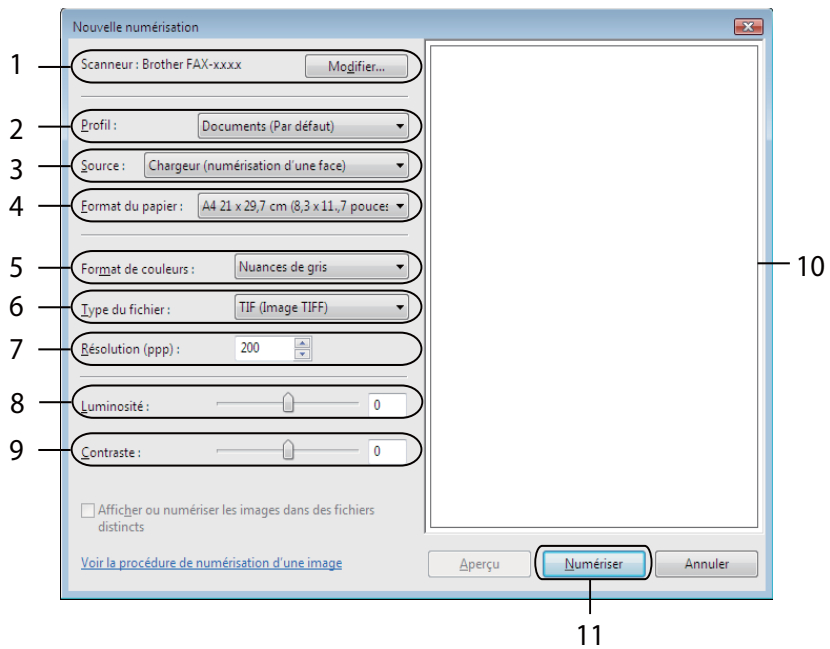 Nouvelle numérisation
1
Scanneur : Brother FAX-xxxx
Modifier...
2
Profil :
Documents (Par défaut)
3
Source :
Chargeur (numérisation d'une face)
4
Format du papier :
A4 21 x 29,7 cm (8,3 x 11.,7 pouces
5
Format de couleurs :
Nuances de gris
10
6
Type du fichier :
TIF (Image TIFF)
7
Résolution (ppp) :
200
8
Luminosité :
0
9
Contraste :
0
Afficher ou numériser les images dans des fichiers
distincts
Voir la procédure de numérisation d'une image
Aperçu
Numériser
Annuler
11